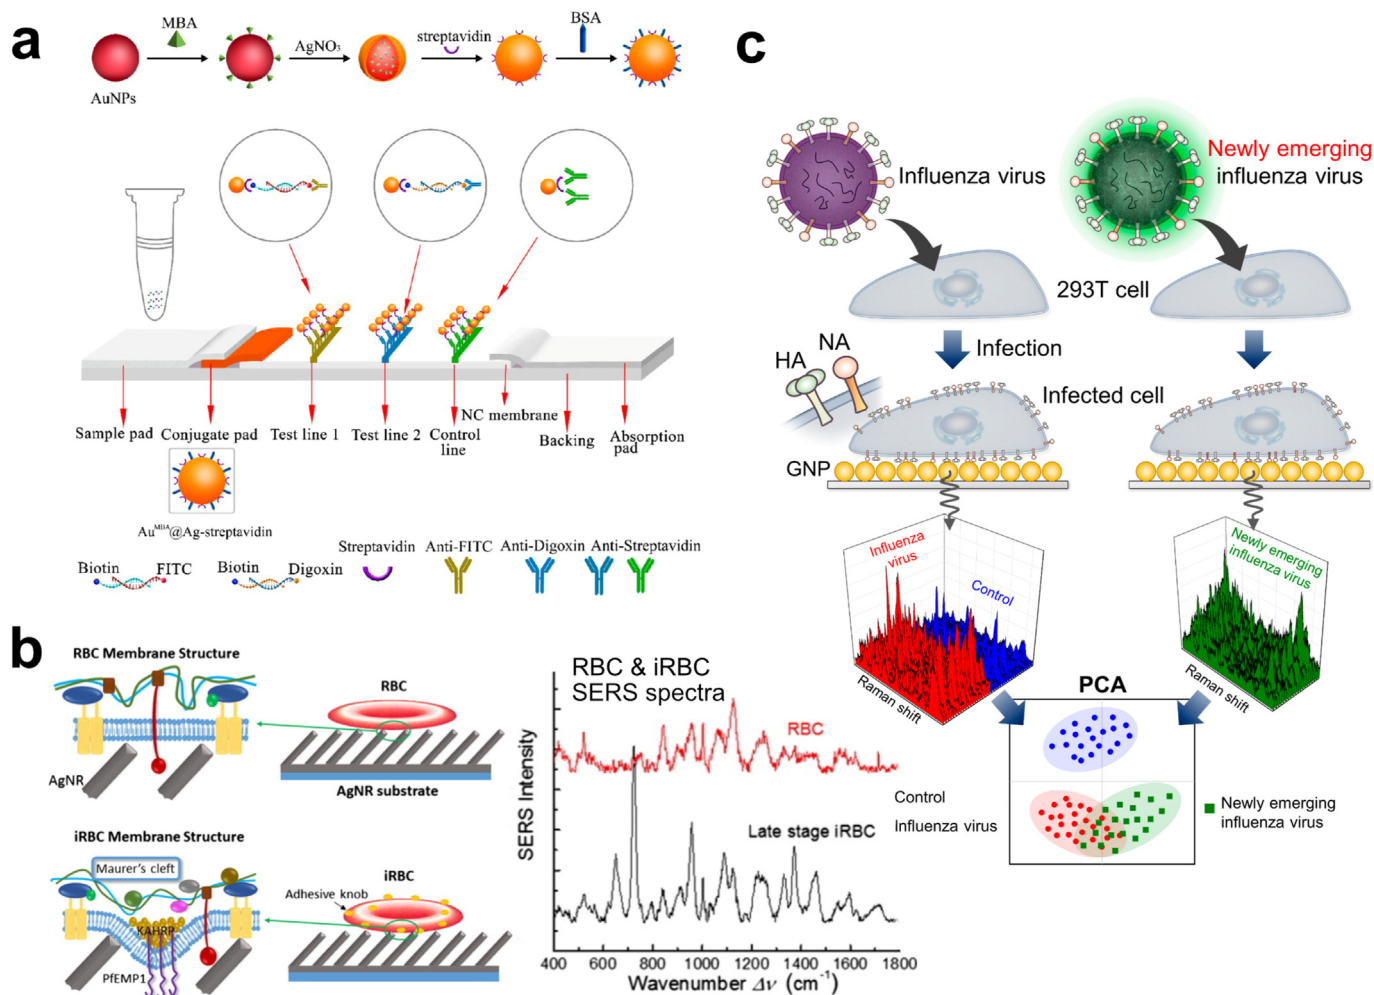 a
MBA
AgNO₃
streptavidin
BSA
AuNPs
Sample pad
Conjugate pad
Test line 1
Test line 2
Control
line
NC membrane
Backing
Absorption
pad
Auᴹᴮᴬ@Ag-streptavidin
Biotin
FITC
Biotin
Digoxin
Streptavidin
Anti-FITC
Anti-Digoxin
Anti-Streptavidin
b
RBC Membrane Structure
AgNR
RBC
AgNR substrate
iRBC Membrane Structure
Maurer's cleft
KAHRP
PfEMP1
Adhesive knob
iRBC
RBC & iRBC
SERS spectra
RBC
Late stage iRBC
SERS Intensity
400 600 800 1000 1200 1400 1600 1800
Wavenumber Δν (cm⁻¹)
c
Influenza virus
Newly emerging
influenza virus
293T cell
Infection
HA
NA
Infected cell
GNP
Influenza
virus
Control
Raman shift
Newly emerging
influenza virus
Raman shift
PCA
Control
Influenza virus
Newly emerging
influenza virus